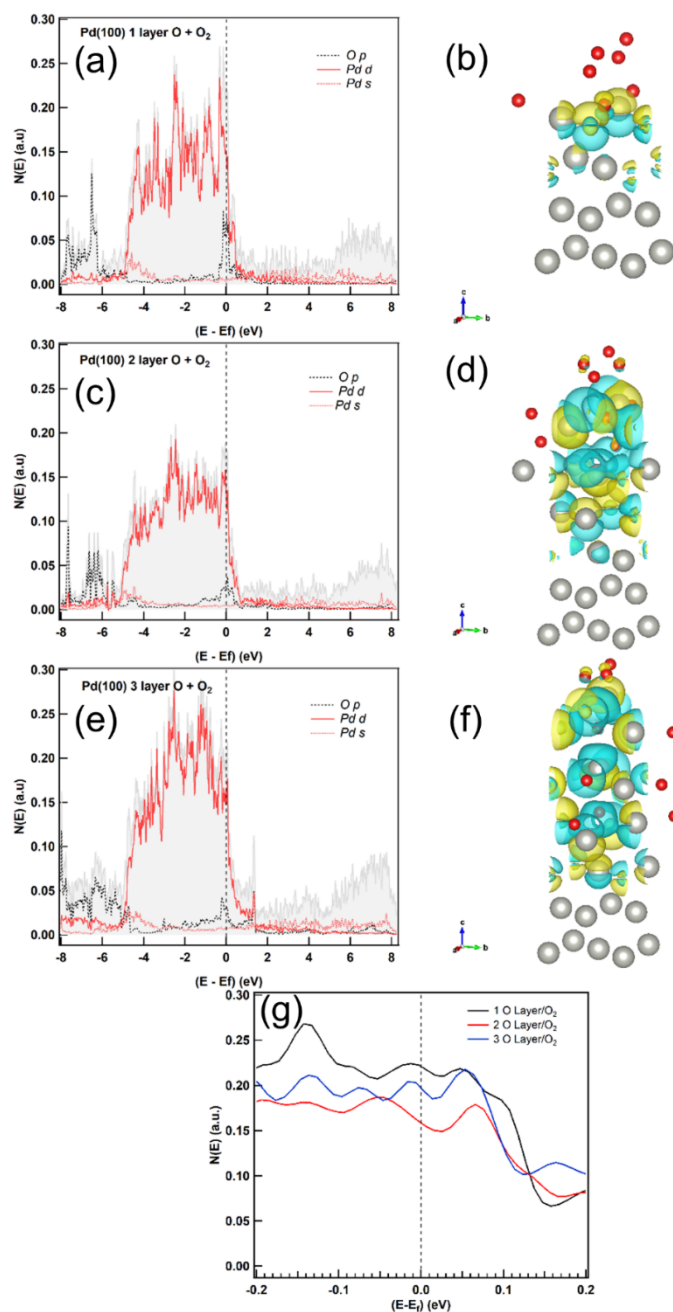 Pd(100) 1 layer O + O₂
(a)
O p
Pd d
Pd s
N(E) (a.u)
0.30
0.25
0.20
0.15
0.10
0.05
0.00
-8 -6 -4 -2 0 2 4 6 8
(E - Ef) (eV)
(b)
c
a
b
Pd(100) 2 layer O + O₂
(c)
O p
Pd d
Pd s
N(E) (a.u)
0.30
0.25
0.20
0.15
0.10
0.05
0.00
-8 -6 -4 -2 0 2 4 6 8
(E - Ef) (eV)
(d)
c
a
b
Pd(100) 3 layer O + O₂
(e)
O p
Pd d
Pd s
N(E) (a.u)
0.30
0.25
0.20
0.15
0.10
0.05
0.00
-8 -6 -4 -2 0 2 4 6 8
(E - Ef) (eV)
(f)
c
a
b
(g)
1 O Layer/O₂
2 O Layer/O₂
3 O Layer/O₂
N(E) (a.u.)
0.30
0.25
0.20
0.15
0.10
0.05
0.00
-0.2 -0.1 0.0 0.1 0.2
(E-E_f) (eV)